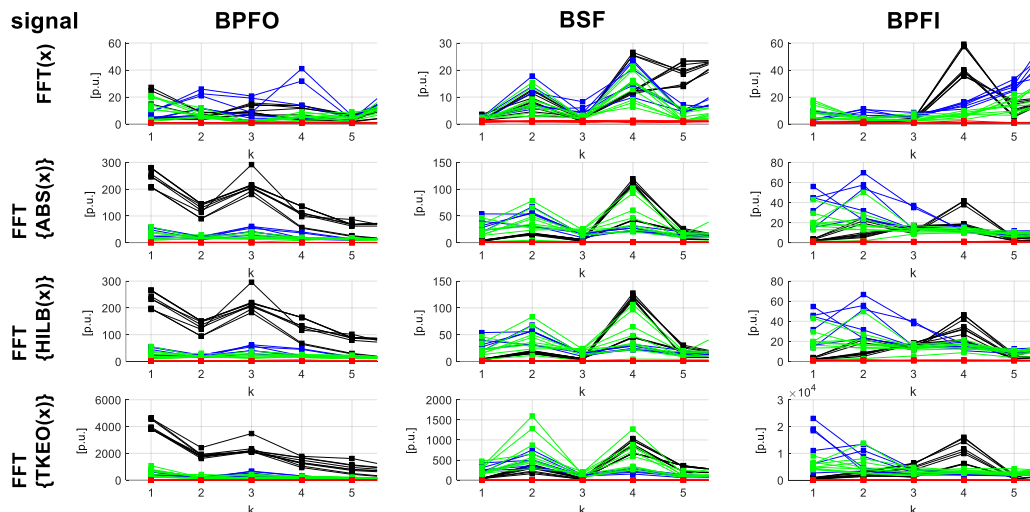 signal BPFO BSF BPFI
FFT(x)
[p.u.] 60 40 20 0 1 2 3 4 5 k
[p.u.] 30 20 10 0 1 2 3 4 5 k
[p.u.] 60 40 20 0 1 2 3 4 5 k
FFT
{ABS(x)}
[p.u.] 300 200 100 0 1 2 3 4 5 k
[p.u.] 150 100 50 0 1 2 3 4 5 k
[p.u.] 80 60 40 20 0 1 2 3 4 5 k
FFT
{HILB(x)}
[p.u.] 300 200 100 0 1 2 3 4 5 k
[p.u.] 150 100 50 0 1 2 3 4 5 k
[p.u.] 80 60 40 20 0 1 2 3 4 5 k
FFT
{TKEO(x)}
[p.u.] 6000 4000 2000 0 1 2 3 4 5 k
[p.u.] 2000 1500 1000 500 0 1 2 3 4 5 k
× 10^4
[p.u.] 3 2 1 0 1 2 3 4 5 k